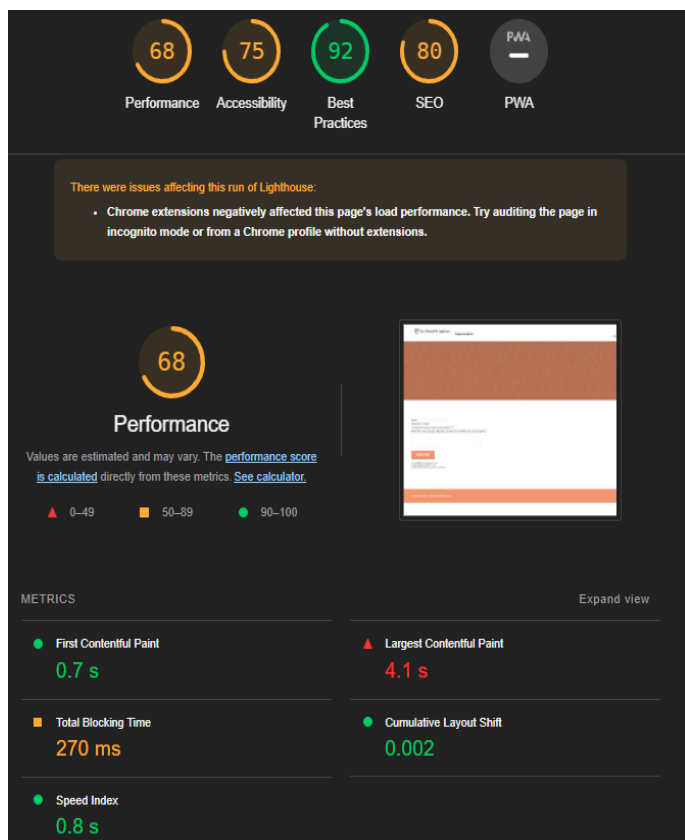 68
75
92
80
PWA
Performance
Accessibility
Best
Practices
SEO
PWA
There were issues affecting this run of Lighthouse:
• Chrome extensions negatively affected this page's load performance. Try auditing the page in
incognito mode or from a Chrome profile without extensions.
68
Performance
Values are estimated and may vary. The performance score
is calculated directly from these metrics. See calculator.
0–49
50–89
90–100
METRICS
Expand view
First Contentful Paint
0.7 s
Largest Contentful Paint
4.1 s
Total Blocking Time
270 ms
Cumulative Layout Shift
0.002
Speed Index
0.8 s